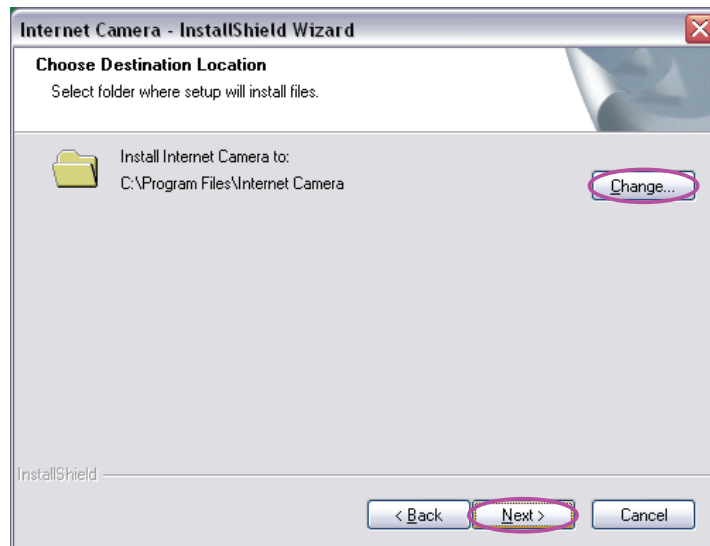 Internet Camera - InstallShield Wizard
Choose Destination Location
Select folder where setup will install files.
Install Internet Camera to:
C:\Program Files\Internet Camera
Change...
InstallShield
< Back
Next >
Cancel